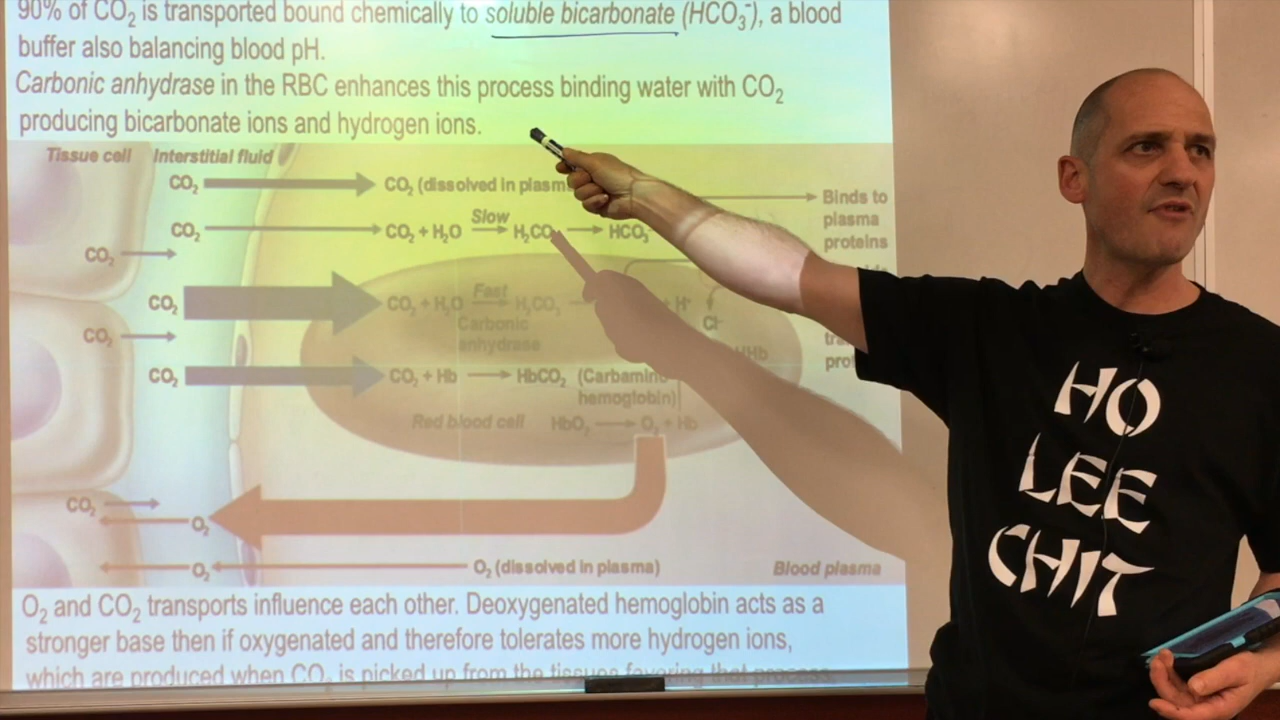 90% of CO₂ is transported bound chemically to soluble bicarbonate (HCO₃⁻), a blood
buffer also balancing blood pH.
Carbonic anhydrase in the RBC enhances this process binding water with CO₂
producing bicarbonate ions and hydrogen ions.
Tissue cell Interstitial fluid
CO₂ CO₂ (dissolved in plasm
Binds to
plasma
proteins
CO₂ CO₂ + H₂O Slow H₂CO₃ HCO₃⁻
CO₂
CO₂ CO₂ + H₂O Fast H₂CO₃ + H⁺
Carbonic
anhydrase
Cl⁻
CO₂
HHb
CO₂ CO₂ + Hb HbCO₂ (Carbamino
hemoglobin)
Red blood cell HbO₂ O₂ + Hb
CO₂
O₂
O₂ O₂ (dissolved in plasma) Blood plasma
O₂ and CO₂ transports influence each other. Deoxygenated hemoglobin acts as a
stronger base then if oxygenated and therefore tolerates more hydrogen ions,
which are produced when CO₂ is picked up from the tissues favoring that process.
HO
LEE
CHIT